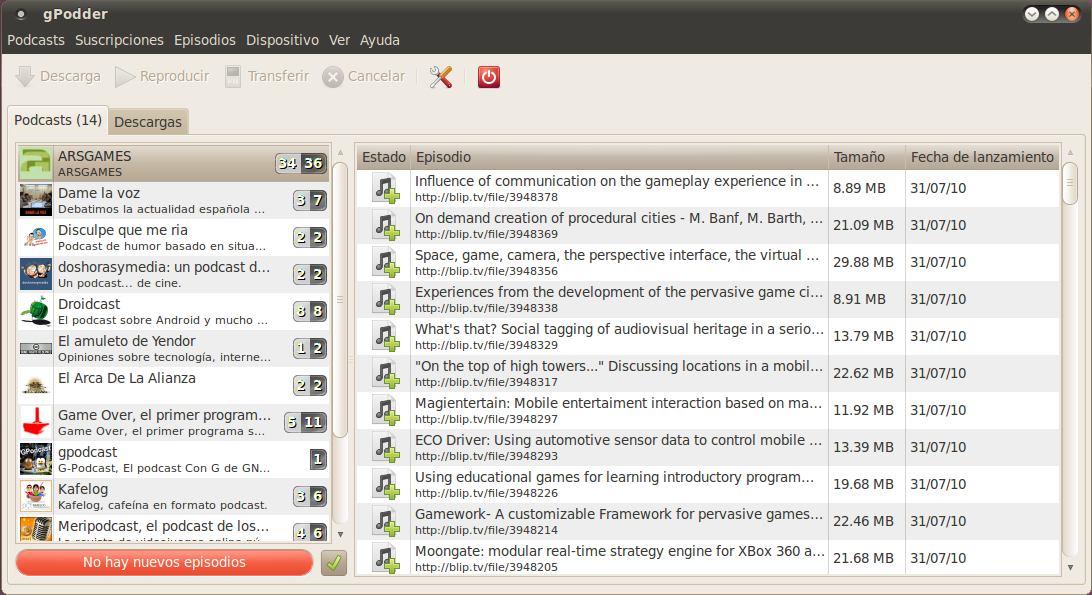 gPodder
Podcasts Suscripciones Episodios Dispositivo Ver Ayuda
Descarga Reproducir Transferir Cancelar
Podcasts (14) Descargas
ARSGAMES
ARSGAMES
34 36
Dame la voz
Debatimos la actualidad española ...
3 7
Disculpe que me ria
Podcast de humor basado en situa...
2 2
doshorasymedia: un podcast d...
Un podcast... de cine.
2 2
Droidcast
El podcast sobre Android y mucho ...
8 8
El amuleto de Yendor
Opiniones sobre tecnología, interne...
1 2
El Arca De La Alianza
2 2
Game Over, el primer program...
Game Over, el primer programa s...
5 11
gpodcast
G-Podcast, El podcast Con G de GN...
1
Kafelog
Kafelog, cafeína en formato podcast.
3 6
Meripodcast, el podcast de los...
4 6
No hay nuevos episodios
Estado Episodio Tamaño Fecha de lanzamiento
Influence of communication on the gameplay experience in ...
http://blip.tv/file/3948378
8.89 MB 31/07/10
On demand creation of procedural cities - M. Banf, M. Barth, ...
http://blip.tv/file/3948369
21.09 MB 31/07/10
Space, game, camera, the perspective interface, the virtual ...
http://blip.tv/file/3948356
29.88 MB 31/07/10
Experiences from the development of the pervasive game ci...
http://blip.tv/file/3948338
8.91 MB 31/07/10
What's that? Social tagging of audiovisual heritage in a serio...
http://blip.tv/file/3948329
13.79 MB 31/07/10
"On the top of high towers..." Discussing locations in a mobil...
http://blip.tv/file/3948317
22.62 MB 31/07/10
Magientertain: Mobile entertaiment interaction based on ma...
http://blip.tv/file/3948297
11.92 MB 31/07/10
ECO Driver: Using automotive sensor data to control mobile ...
http://blip.tv/file/3948293
13.39 MB 31/07/10
Using educational games for learning introductory program...
http://blip.tv/file/3948226
19.68 MB 31/07/10
Gamework- A customizable Framework for pervasive games...
http://blip.tv/file/3948214
22.46 MB 31/07/10
Moongate: modular real-time strategy engine for XBox 360 a...
http://blip.tv/file/3948205
21.68 MB 31/07/10